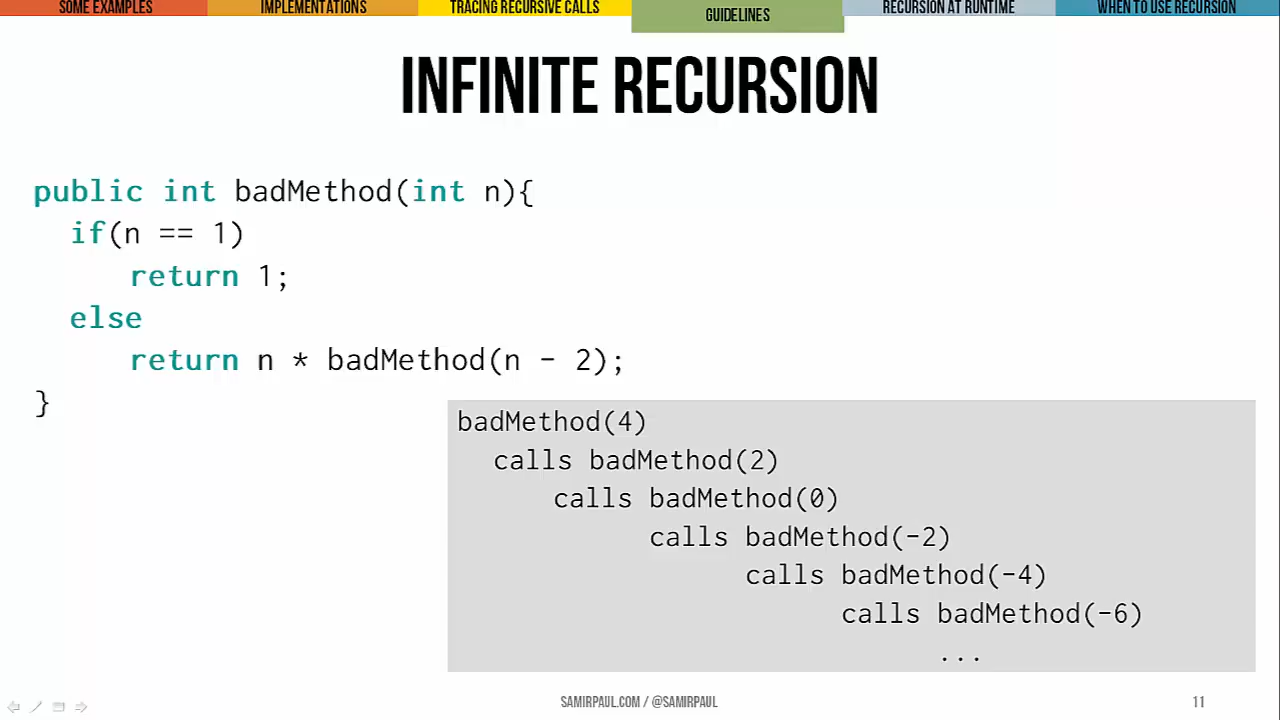 SOME EXAMPLES
IMPLEMENTATIONS
TRACING RECURSIVE CALLS
GUIDELINES
RECURSION AT RUNTIME
WHEN TO USE RECURSION
INFINITE RECURSION
public int badMethod(int n){
if(n == 1)
return 1;
else
return n * badMethod(n - 2);
}
badMethod(4)
calls badMethod(2)
calls badMethod(0)
calls badMethod(-2)
calls badMethod(-4)
calls badMethod(-6)
...
SAMIRPAUL.COM / @SAMIRPAUL
11